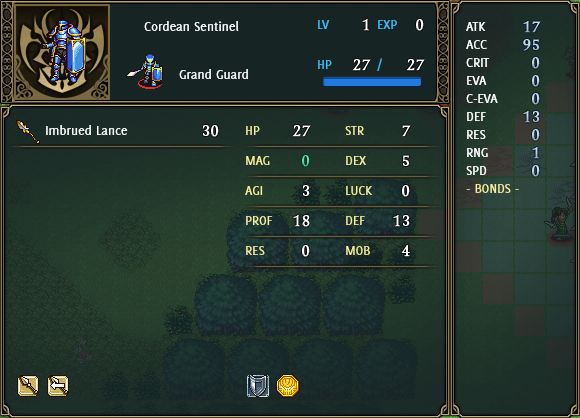 Cordean Sentinel
LV 1 EXP 0
Grand Guard
HP 27 / 27
Imbrued Lance 30
HP 27 STR 7
MAG 0 DEX 5
AGI 3 LUCK 0
PROF 18 DEF 13
RES 0 MOB 4
ATK 17
ACC 95
CRIT 0
EVA 0
C-EVA 0
DEF 13
RES 0
RNG 1
SPD 0
- BONDS -